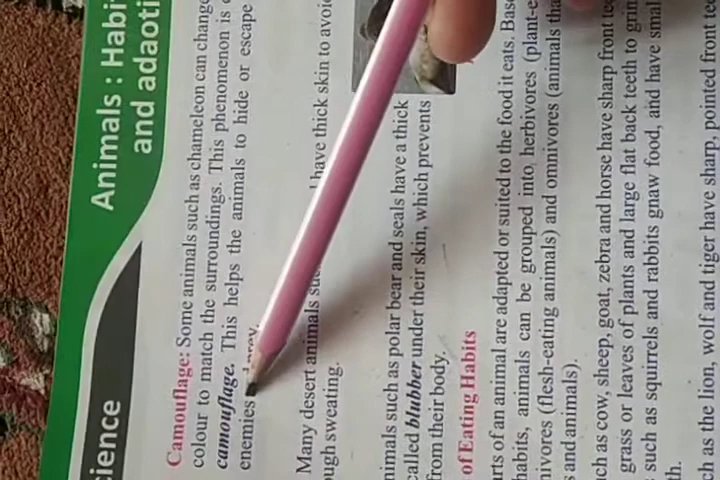 cience
Animals : Habi
and adaoti
Camouflage: Some animals such as chameleon can change
colour to match the surroundings. This phenomenon is
camouflage. This helps the animals to hide or escape
enemies
Many desert animals have thick skin to avoid
ough sweating.
nimals such as polar bear and seals have a thick
called blubber under their skin, which prevents
from their body.
of Eating Habits
rts of an animal are adapted or suited to the food it eats. Base
habits, animals can be grouped into, herbivores (plant-e
nivores (flesh-eating animals) and omnivores (animals tha
s and animals),
uch as cow, sheep, goat, zebra and horse have sharp front te
grass or leaves of plants and large flat back teeth to grin
such as squirrels and rabbits gnaw food, and have smal
th.
ch as the lion, wolf and tiger have sharp, pointed front